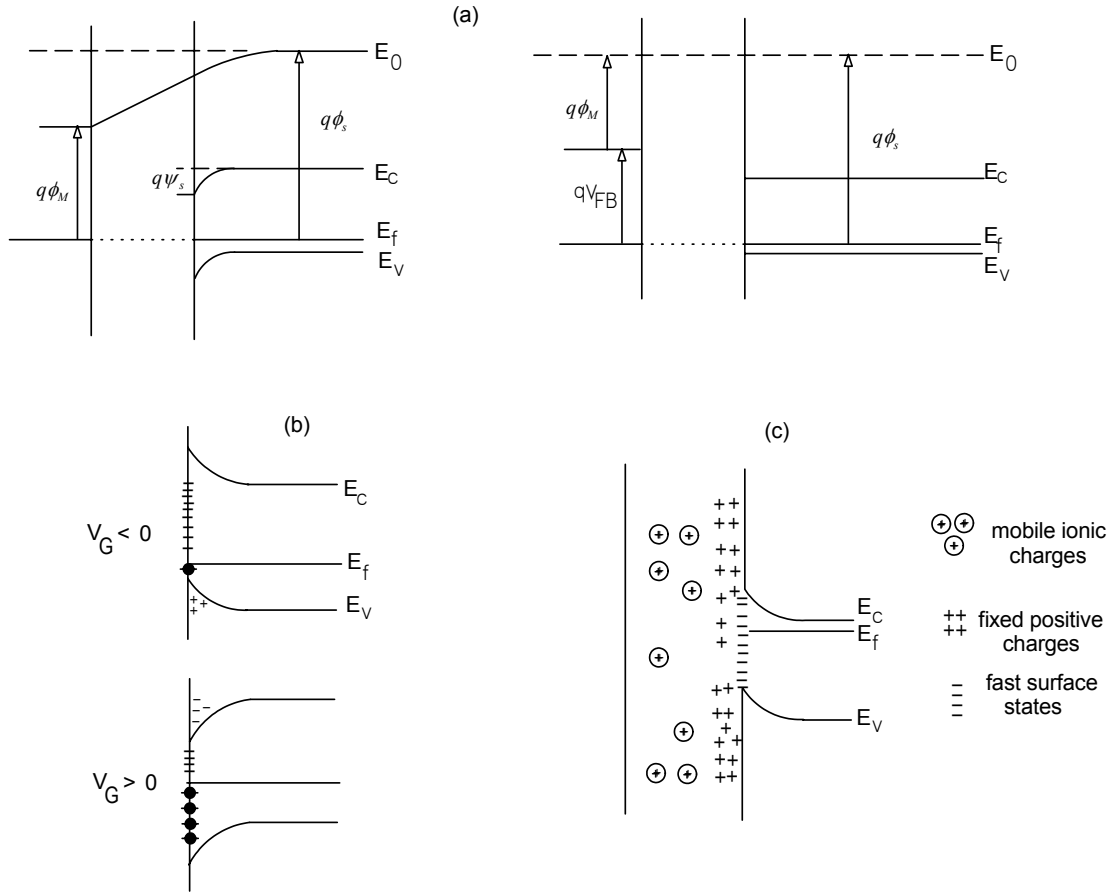 (a)
E0
qϕs
qϕM
qψs
EC
Ef
EV
E0
qϕM
qϕs
qVFB
EC
Ef
EV
(b)
VG < 0
EC
Ef
EV
VG > 0
(c)
EC
Ef
EV
mobile ionic
charges
fixed positive
charges
fast surface
states